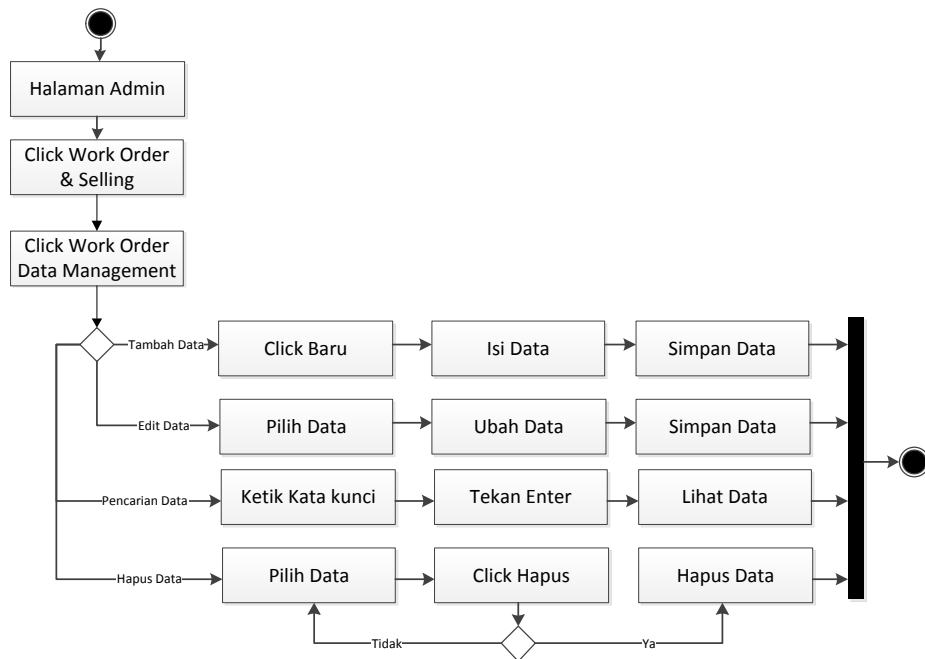 Halaman Admin
Click Work Order
& Selling
Click Work Order
Data Management
Tambah Data
Click Baru
Isi Data
Simpan Data
Edit Data
Pilih Data
Ubah Data
Simpan Data
Pencarian Data
Ketik Kata kunci
Tekan Enter
Lihat Data
Hapus Data
Pilih Data
Click Hapus
Hapus Data
Tidak
Ya